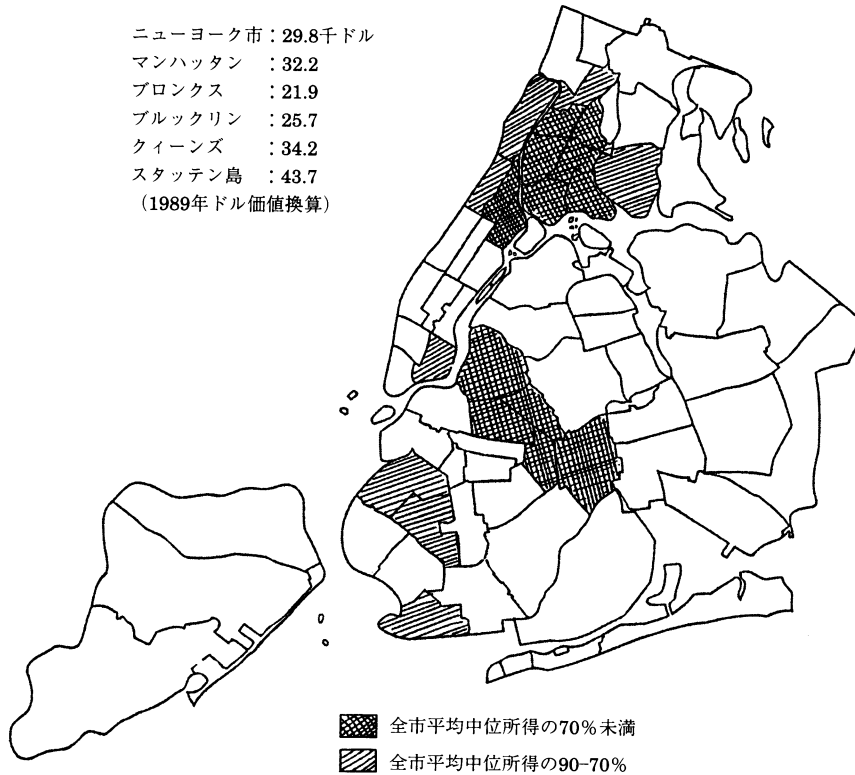 ニューヨーク市：29.8千ドル
マンハッタン ：32.2
ブロンクス ：21.9
ブルックリン ：25.7
クィーンズ ：34.2
スタッテン島 ：43.7
（1989年ドル価値換算）
全市平均中位所得の70％未満
全市平均中位所得の90−70％